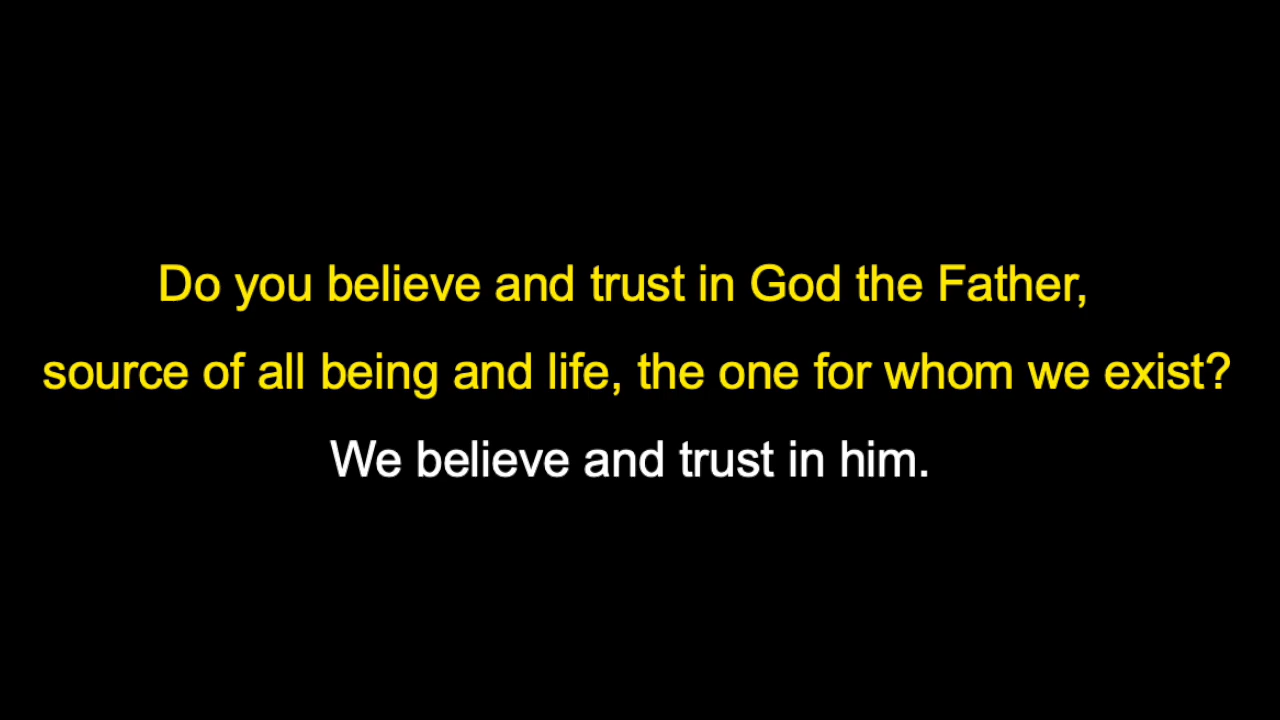 Do you believe and trust in God the Father,
source of all being and life, the one for whom we exist?
We believe and trust in him.